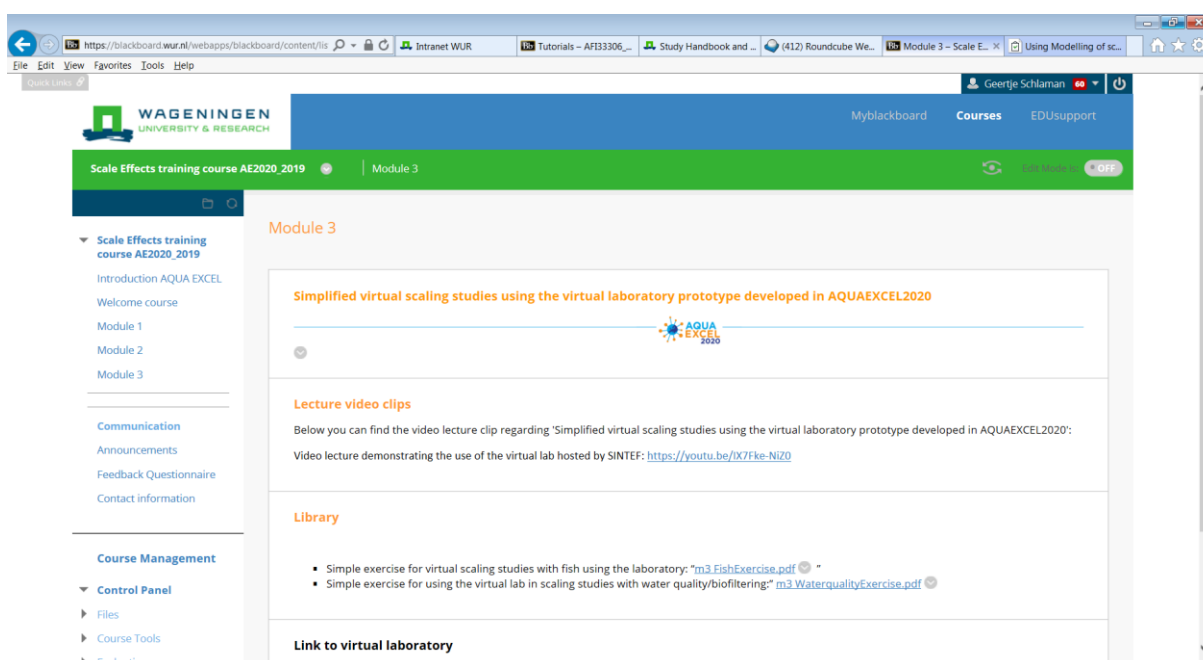 https://blackboard.wur.nl/webapps/blackboard/content/lis
Intranet WUR
Bb Tutorials – AFI33306_...
Study Handbook and ...
(412) Roundcube We...
Bb Module 3 – Scale E...
Using Modelling of sc...
File Edit View Favorites Tools Help
Quick Links
Geertje Schlaman 60
WAGENINGEN
UNIVERSITY & RESEARCH
Myblackboard Courses EDUsupport
Scale Effects training course AE2020_2019 Module 3
Edit Mode is: OFF
Scale Effects training
course AE2020_2019
Introduction AQUA EXCEL
Welcome course
Module 1
Module 2
Module 3
Communication
Announcements
Feedback Questionnaire
Contact information
Course Management
Control Panel
Files
Course Tools
Module 3
Simplified virtual scaling studies using the virtual laboratory prototype developed in AQUAEXCEL2020
AQUA
EXCEL
2020
Lecture video clips
Below you can find the video lecture clip regarding 'Simplified virtual scaling studies using the virtual laboratory prototype developed in AQUAEXCEL2020':
Video lecture demonstrating the use of the virtual lab hosted by SINTEF: https://youtu.be/IX7Fke-NiZ0
Library
Simple exercise for virtual scaling studies with fish using the laboratory: "m3 FishExercise.pdf "
Simple exercise for using the virtual lab in scaling studies with water quality/biofiltering:" m3 WaterqualityExercise.pdf
Link to virtual laboratory